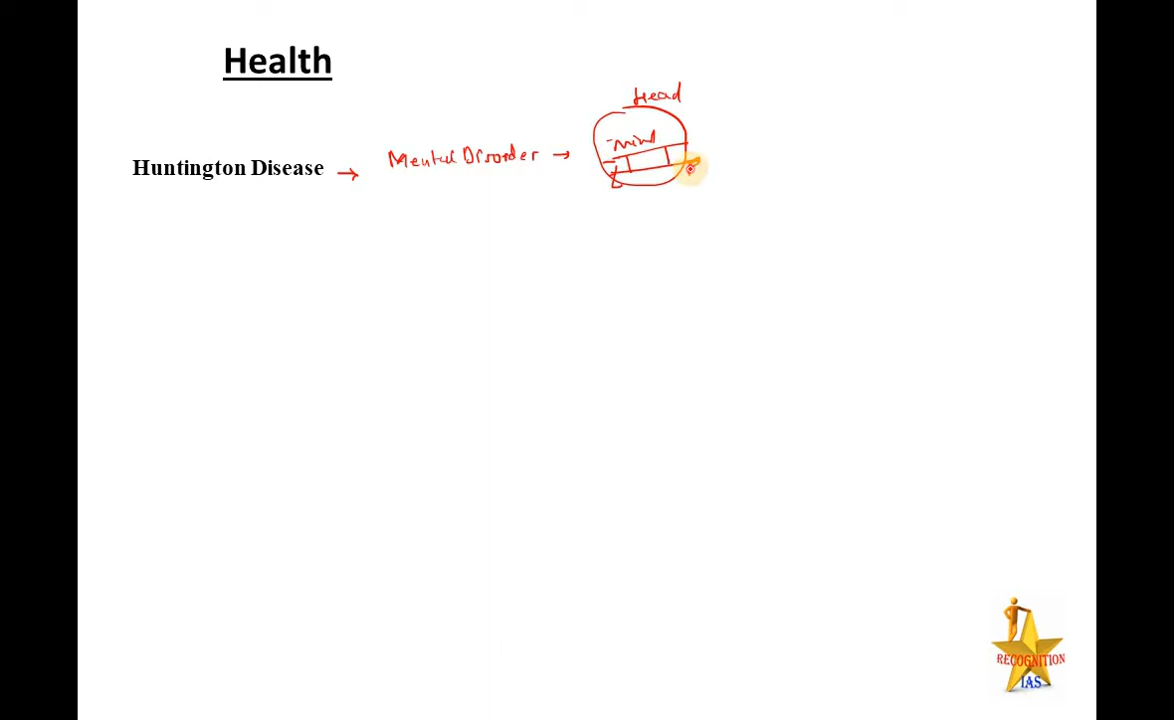 Health
Head
mind
Mental Disorder →
Huntington Disease →
RECOGNITION
IAS